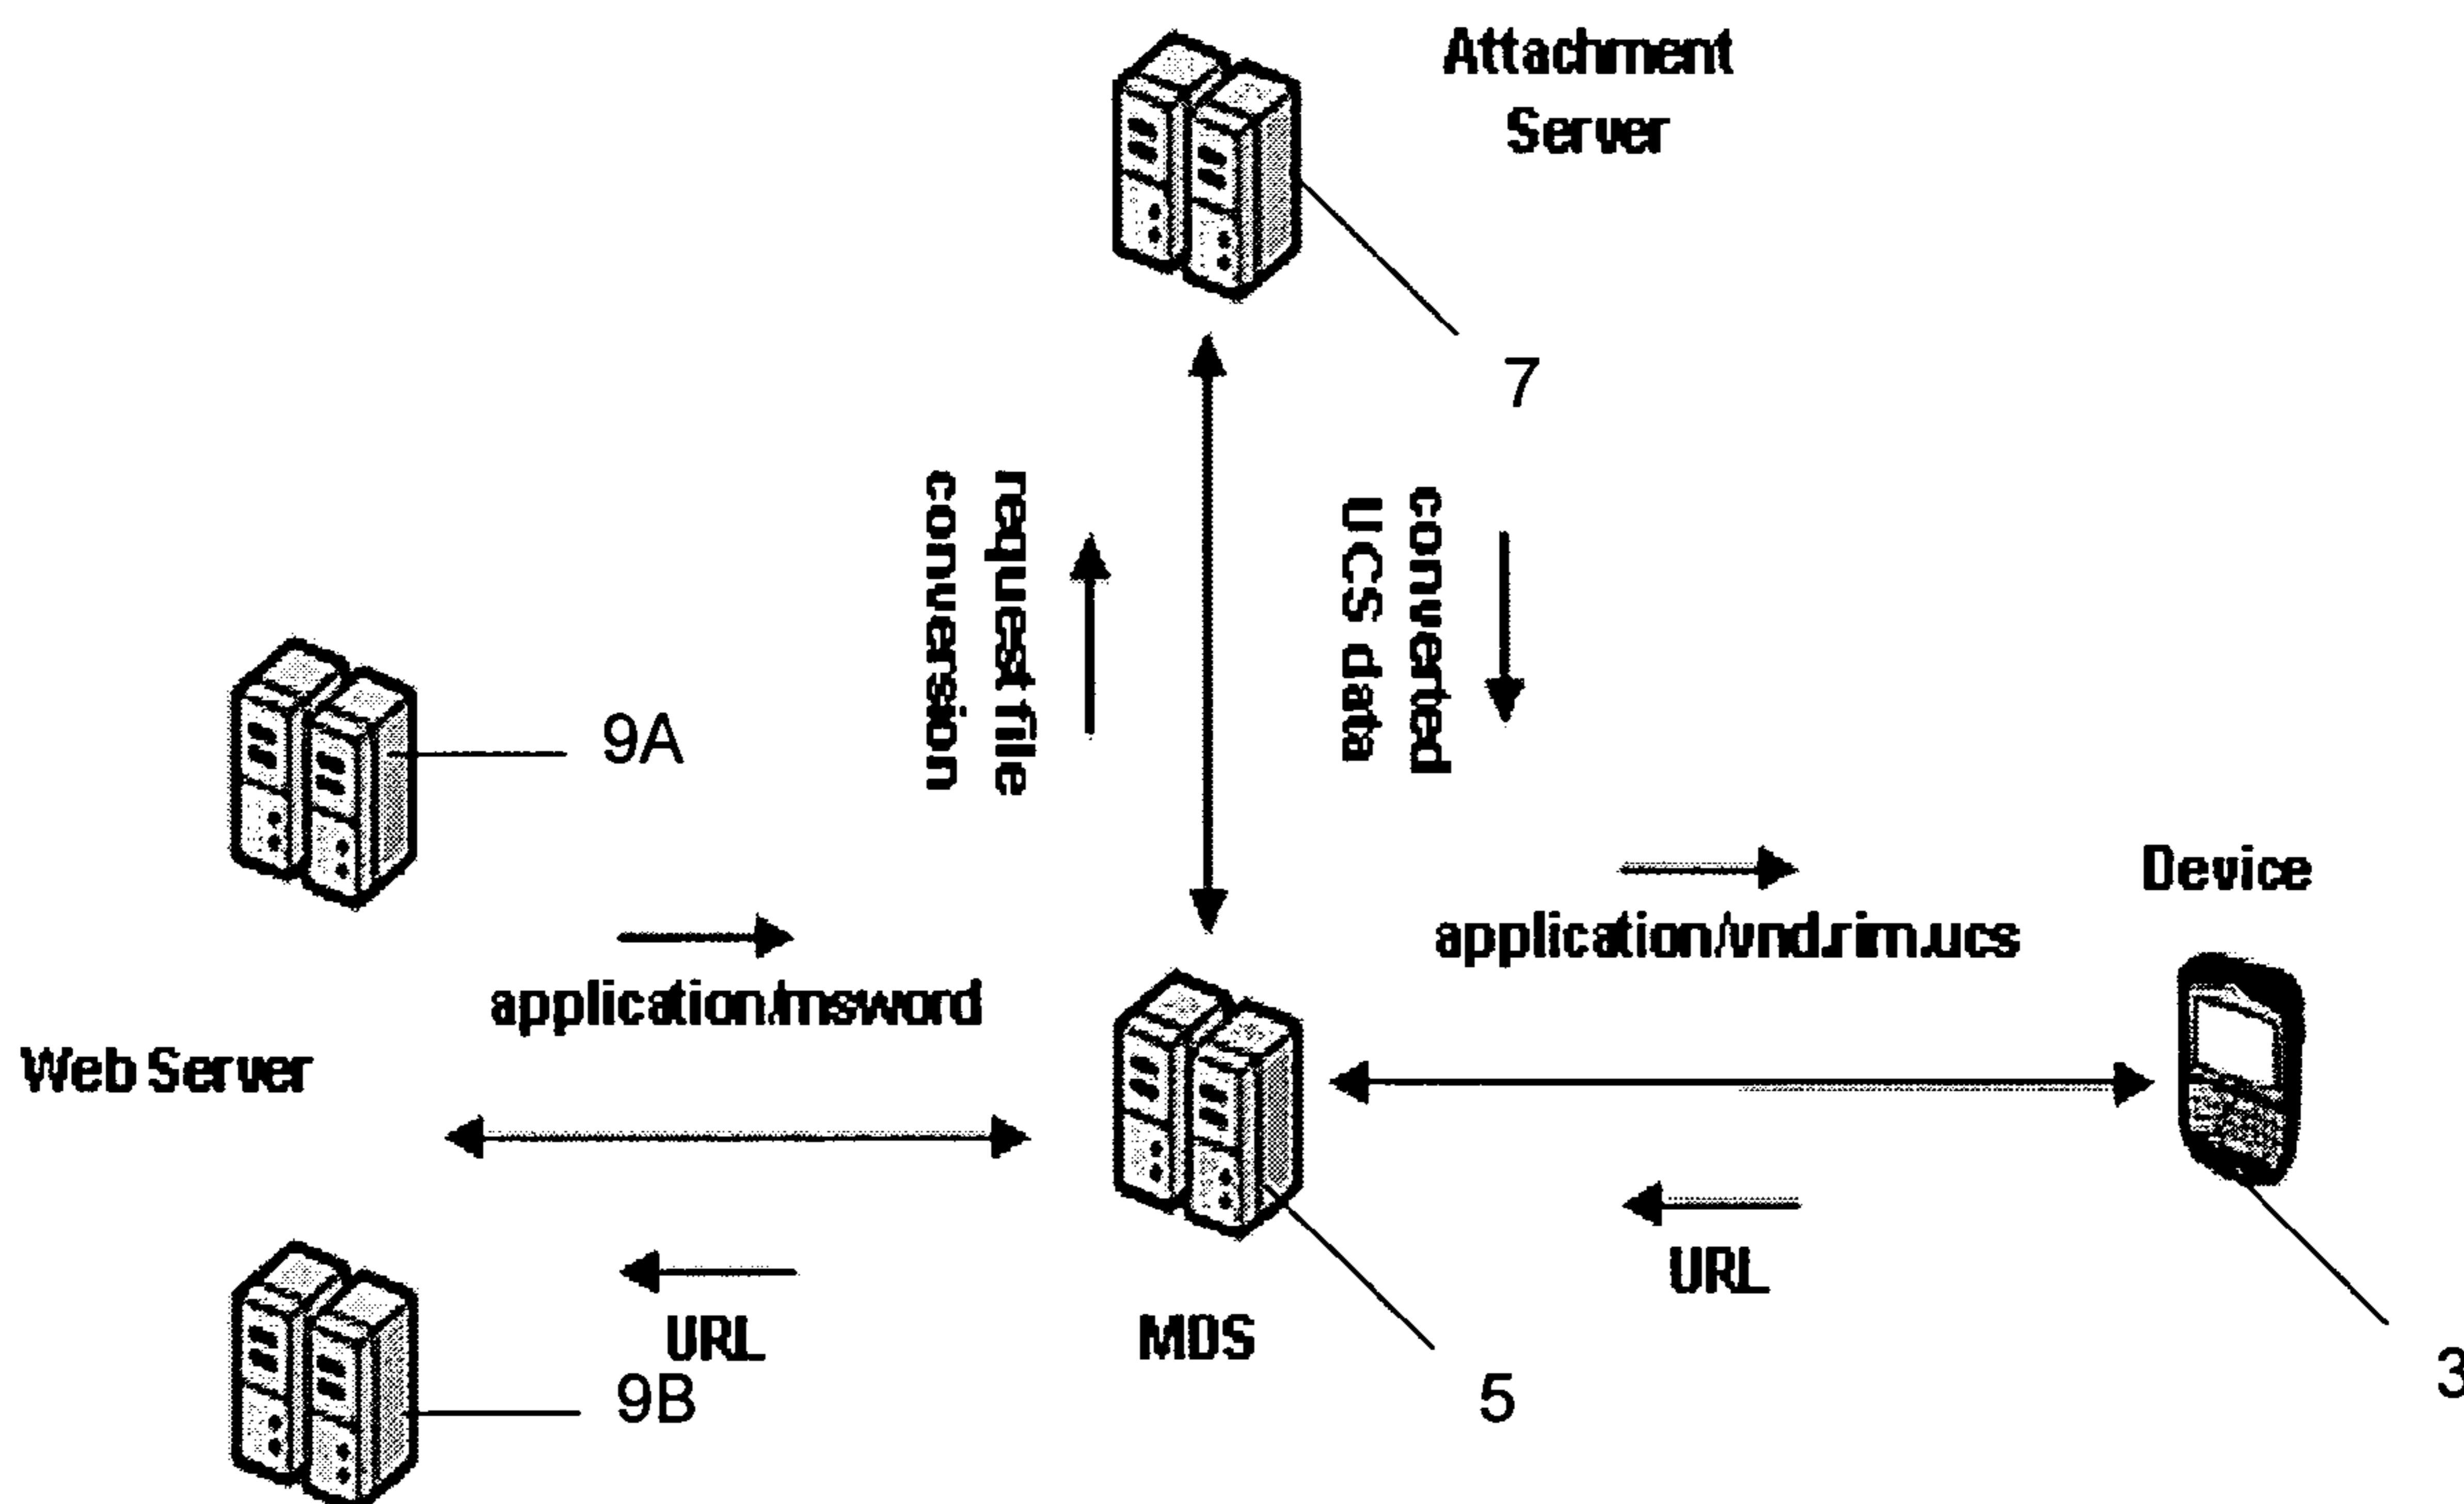 Attachment
Server
7
request file
conversion
converted
UCS data
9A
Device
application/vnd.rim.ucs
application/msword
Web Server
URL
URL
MDS
9B
5
3